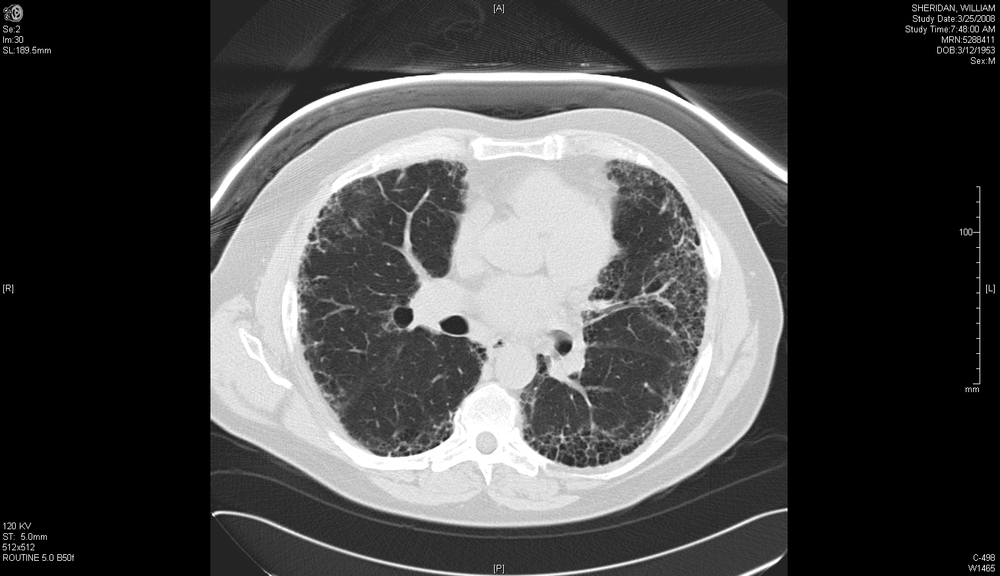 [A]
Se:2
Im:30
SL:189.5mm
SHERIDAN, WILLIAM
Study Date:3/25/2008
Study Time:7:48:00 AM
MRN:5288411
DOB:3/12/1953
Sex:M
[R]
100
[L]
mm
120 KV
ST: 5.0mm
512x512
ROUTINE 5.0 B50f
[P]
C-498
W1465